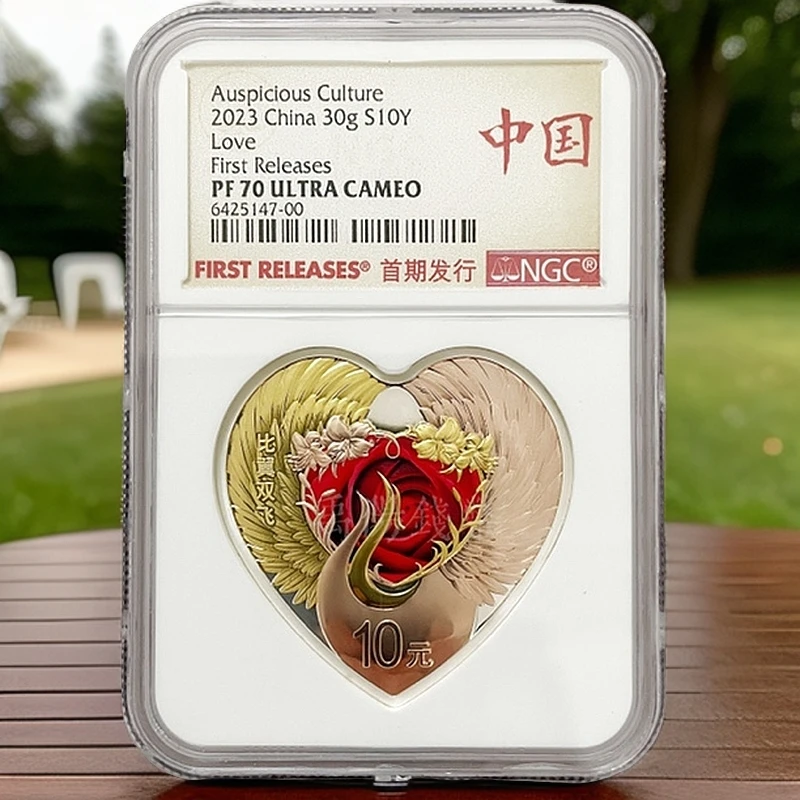 Auspicious Culture
2023 China 30g S10Y
Love
First Releases
PF 70 ULTRA CAMEO
6425147-00
中国
FIRST RELEASES® 首期发行 NGC®
比翼双飞
10元